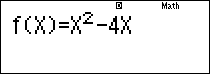 D Math
f(X)=X²-4X